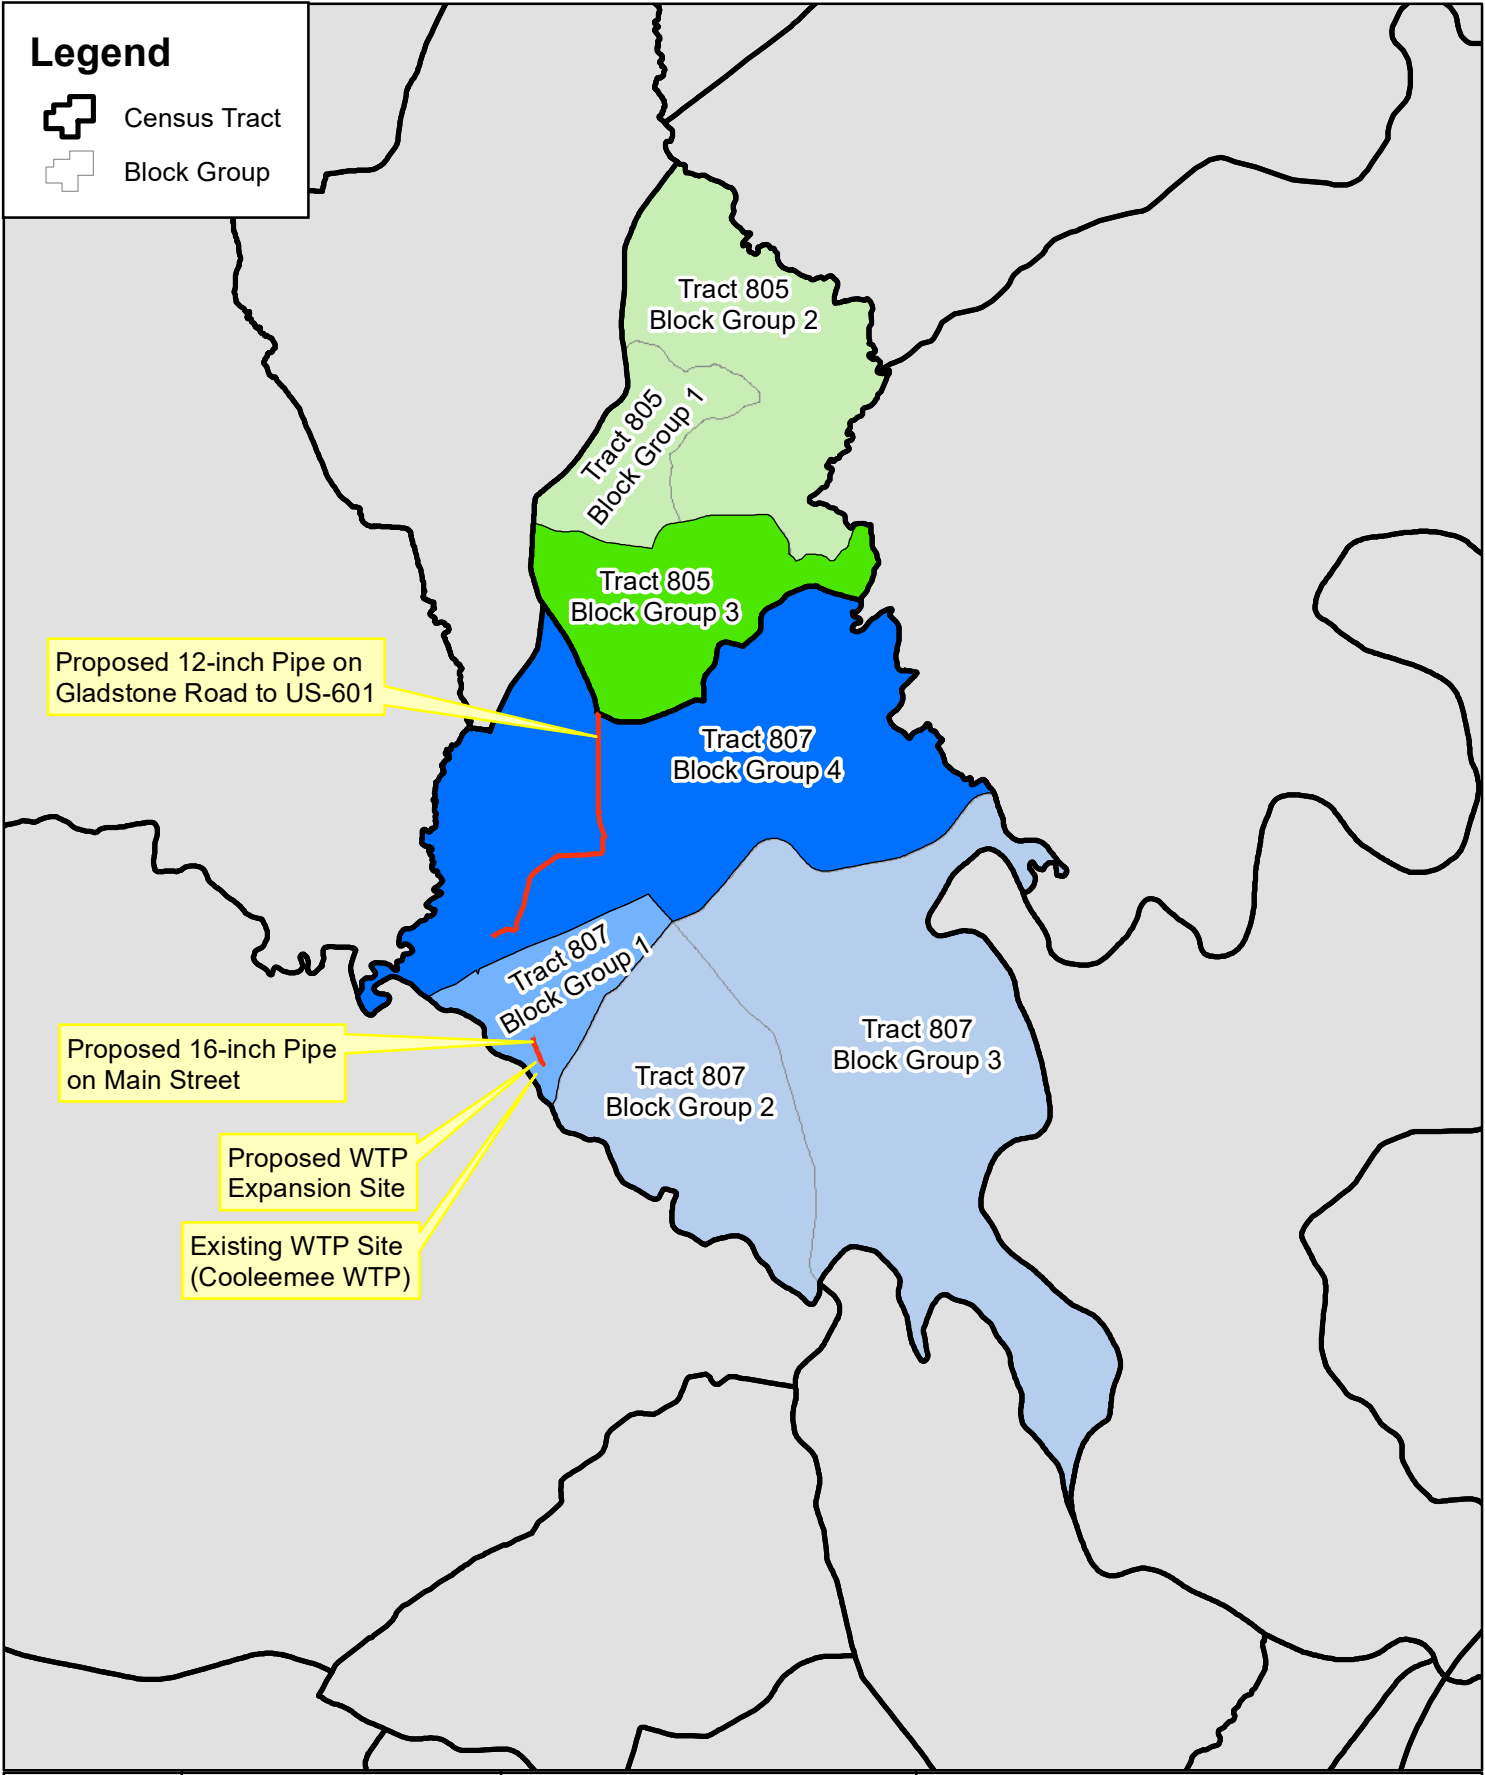 Legend
Census Tract
Block Group
Tract 805
Block Group 2
Tract 805
Block Group 1
Tract 805
Block Group 3
Proposed 12-inch Pipe on
Gladstone Road to US-601
Tract 807
Block Group 4
Tract 807
Block Group 1
Proposed 16-inch Pipe
on Main Street
Tract 807
Block Group 3
Tract 807
Block Group 2
Proposed WTP
Expansion Site
Existing WTP Site
(Cooleemee WTP)